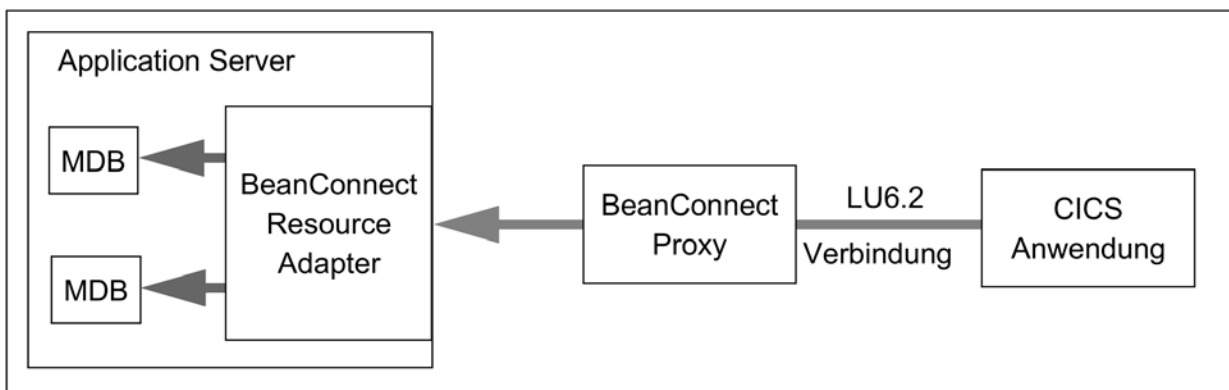 Application Server
MDB
MDB
BeanConnect
Resource
Adapter
BeanConnect
Proxy
LU6.2
Verbindung
CICS
Anwendung